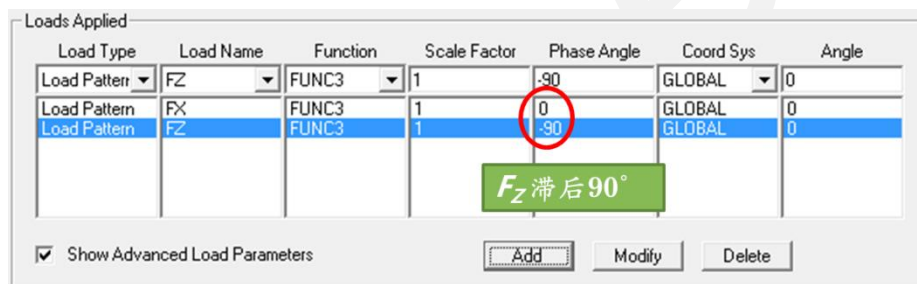 Loads Applied
Load Type Load Name Function Scale Factor Phase Angle Coord Sys Angle
Load Pattern FZ FUNC3 1 -90 GLOBAL 0
Load Pattern FX FUNC3 1 0 GLOBAL 0
Load Pattern FZ FUNC3 1 -90 GLOBAL 0
FZ滞后90°
Show Advanced Load Parameters Add Modify Delete